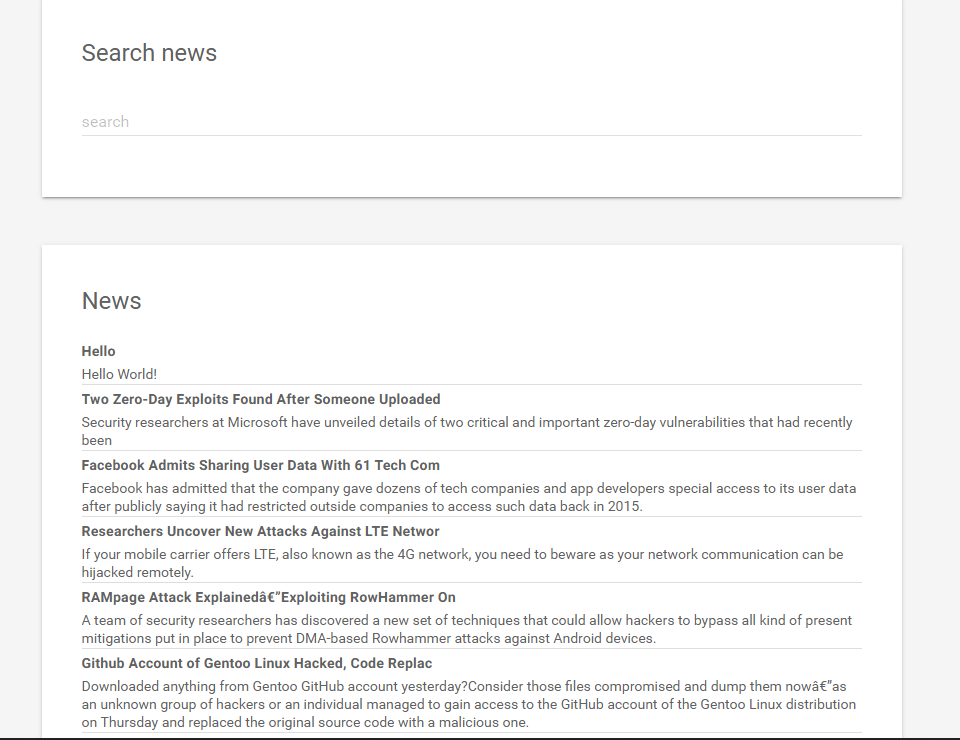 Search news
search
News
Hello
Hello World!
Two Zero-Day Exploits Found After Someone Uploaded
Security researchers at Microsoft have unveiled details of two critical and important zero-day vulnerabilities that had recently
been
Facebook Admits Sharing User Data With 61 Tech Com
Facebook has admitted that the company gave dozens of tech companies and app developers special access to its user data
after publicly saying it had restricted outside companies to access such data back in 2015.
Researchers Uncover New Attacks Against LTE Networ
If your mobile carrier offers LTE, also known as the 4G network, you need to beware as your network communication can be
hijacked remotely.
RAMpage Attack Explainedâ€”Exploiting RowHammer On
A team of security researchers has discovered a new set of techniques that could allow hackers to bypass all kind of present
mitigations put in place to prevent DMA-based Rowhammer attacks against Android devices.
Github Account of Gentoo Linux Hacked, Code Replac
Downloaded anything from Gentoo GitHub account yesterday?Consider those files compromised and dump them nowâ€”as
an unknown group of hackers or an individual managed to gain access to the GitHub account of the Gentoo Linux distribution
on Thursday and replaced the original source code with a malicious one.